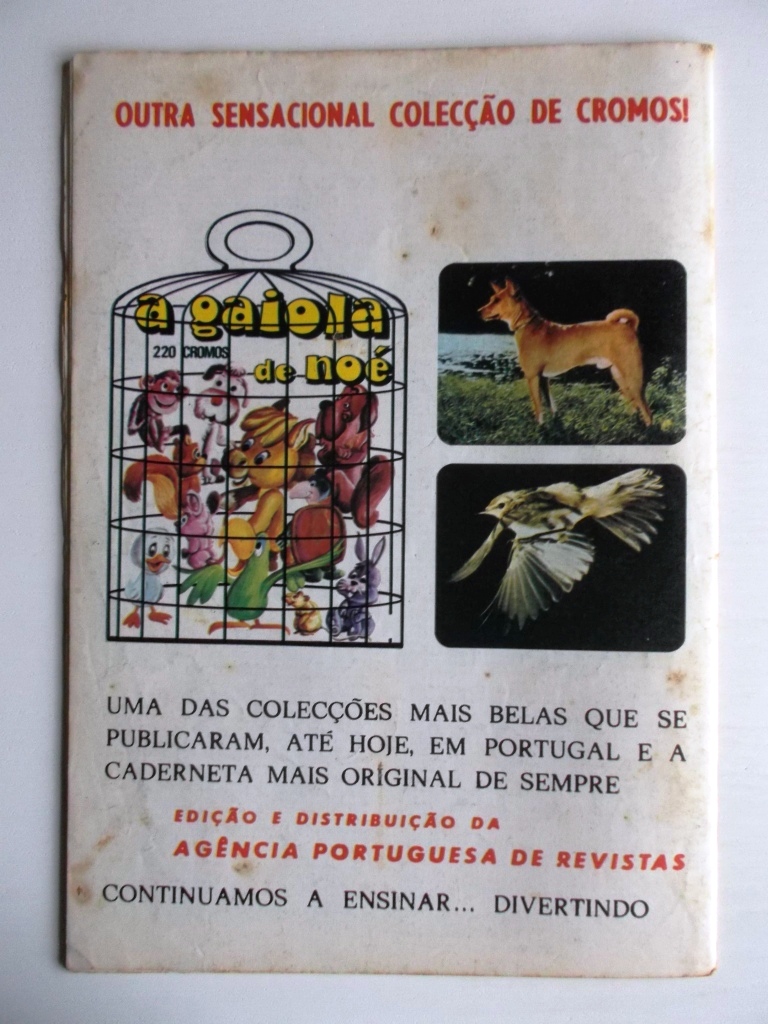 OUTRA SENSACIONAL COLECÇÃO DE CROMOS!
a gaiola
220 CROMOS
de noé
UMA DAS COLECÇÕES MAIS BELAS QUE SE
PUBLICARAM, ATÉ HOJE, EM PORTUGAL E A
CADERNETA MAIS ORIGINAL DE SEMPRE
EDIÇÃO E DISTRIBUIÇÃO DA
AGÊNCIA PORTUGUESA DE REVISTAS
CONTINUAMOS A ENSINAR... DIVERTINDO